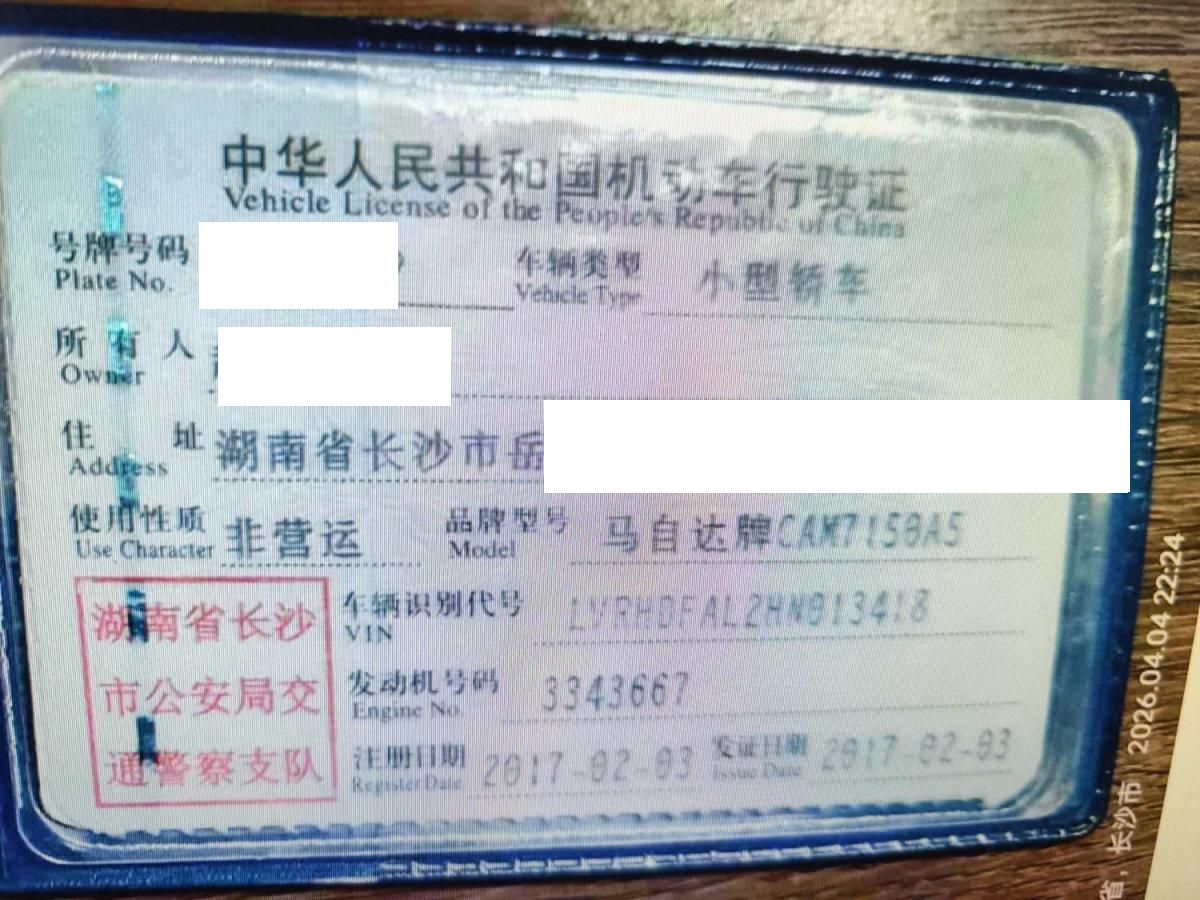 中华人民共和国机动车行驶证
Vehicle License of the People's Republic of China
号牌号码
Plate No.
车辆类型 小型轿车
Vehicle Type
所有人
Owner
住址 湖南省长沙市岳
Address
使用性质 非营运 品牌型号 马自达牌CAM7150A5
Use Character Model
湖南省长沙
市公安局交
通警察支队
车辆识别代号 LVRHDFAL2HN013418
VIN
发动机号码 3343667
Engine No.
注册日期 2017-02-03 发证日期 2017-02-03
Register Date Issue Date
省，长沙市 2026.04.04 22:24